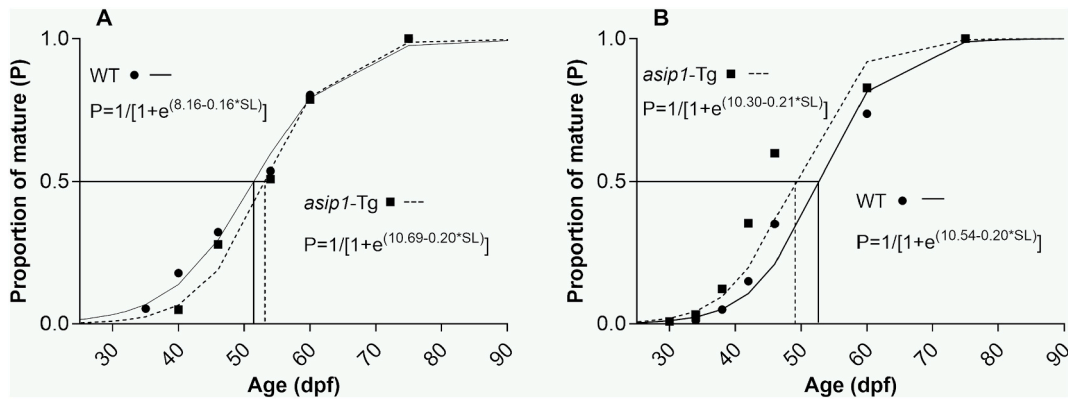 A
1.0
0.5
0.0
Proportion of mature (P)
WT
P=1/[1+e(8.16-0.16*SL)]
asip1-Tg
P=1/[1+e(10.69-0.20*SL)]
30 40 50 60 70 80 90
Age (dpf)
B
1.0
0.5
0.0
Proportion of mature (P)
asip1-Tg
P=1/[1+e(10.30-0.21*SL)]
WT
P=1/[1+e(10.54-0.20*SL)]
30 40 50 60 70 80 90
Age (dpf)